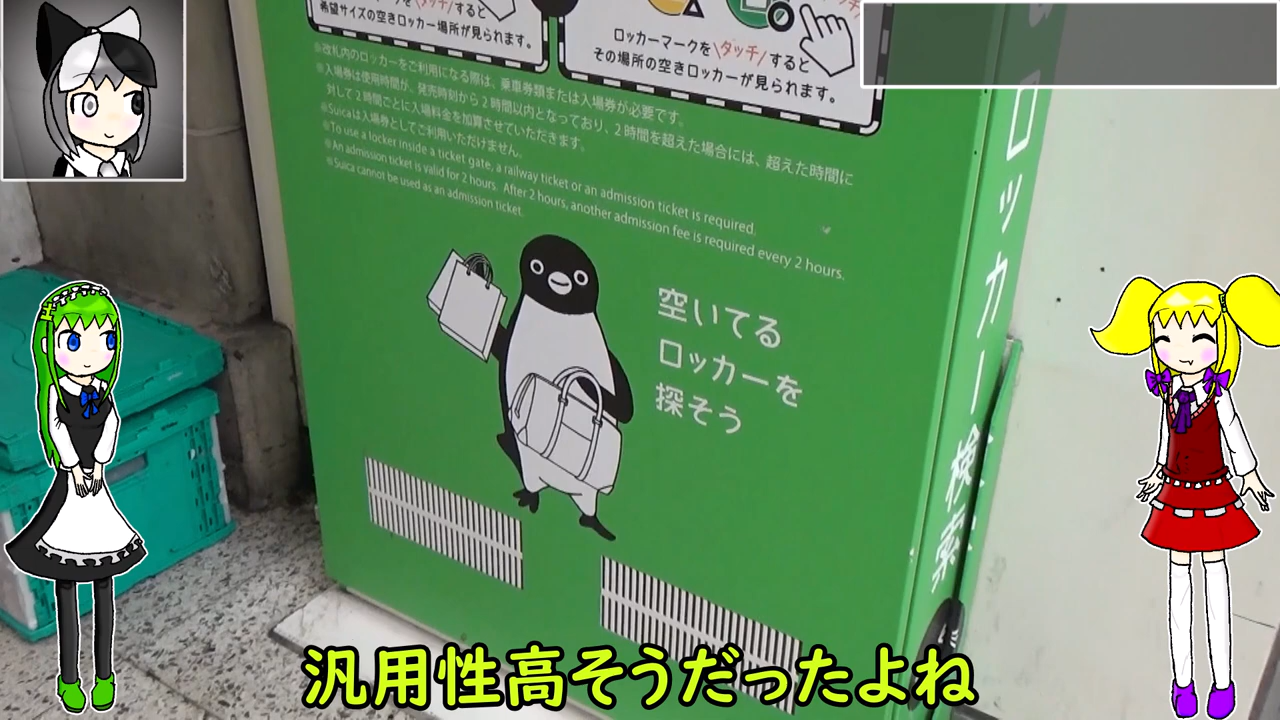 マークを\タッチ/すると
希望サイズの空きロッカー場所が見られます。
ロッカーマークを\タッチ/すると
その場所の空きロッカーが見られます。
※改札内のロッカーをご利用になる際は、乗車券類または入場券が必要です。
※入場券は使用時間が、発売時刻から2時間以内となっており、2時間を超えた場合には、超えた時間に
対して2時間ごとに入場料金を加算させていただきます。
※Suicaは入場券としてご利用いただけません。
※To use a locker inside a ticket gate, a railway ticket or an admission ticket is required.
※An admission ticket is valid for 2 hours. After 2 hours, another admission fee is required every 2 hours.
※Suica cannot be used as an admission ticket.
空いてる
ロッカーを
探そう
ロッカー検索
汎用性高そうだったよね